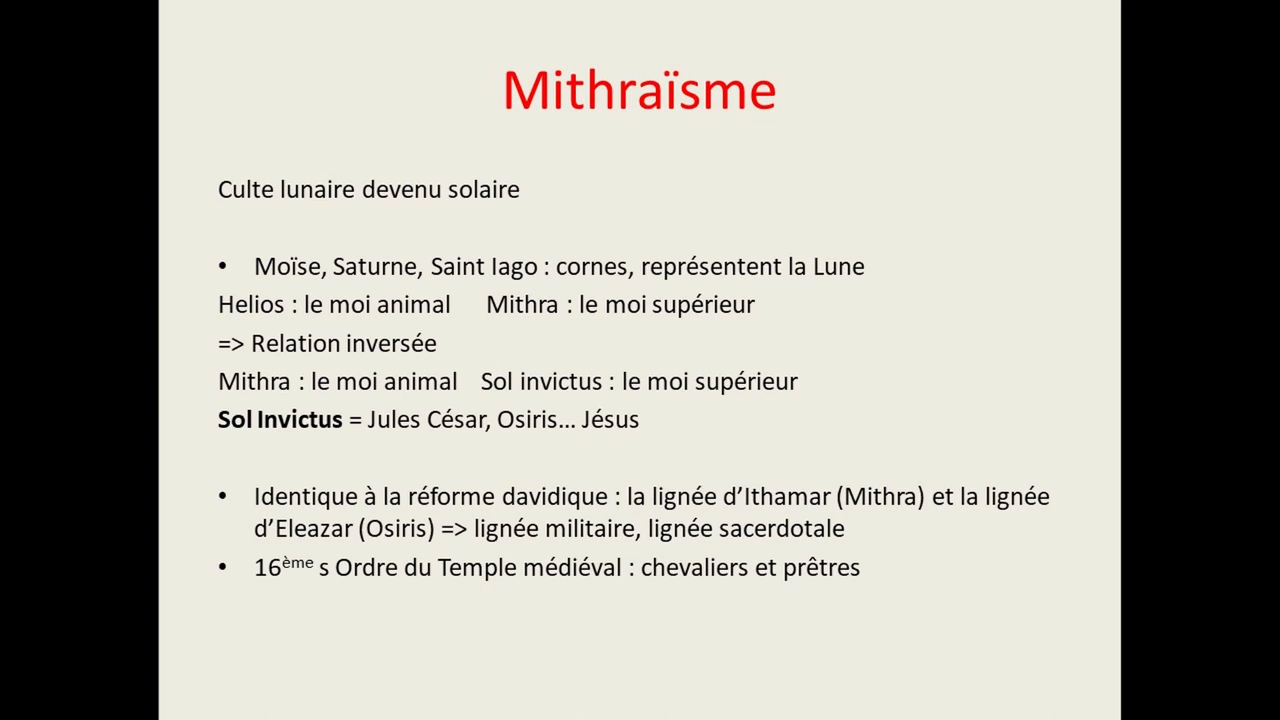 Mithraïsme
Culte lunaire devenu solaire
• Moïse, Saturne, Saint Iago : cornes, représentent la Lune
Helios : le moi animal Mithra : le moi supérieur
=> Relation inversée
Mithra : le moi animal Sol invictus : le moi supérieur
Sol Invictus = Jules César, Osiris… Jésus
• Identique à la réforme davidique : la lignée d’Ithamar (Mithra) et la lignée
d’Eleazar (Osiris) => lignée militaire, lignée sacerdotale
• 16ème s Ordre du Temple médiéval : chevaliers et prêtres